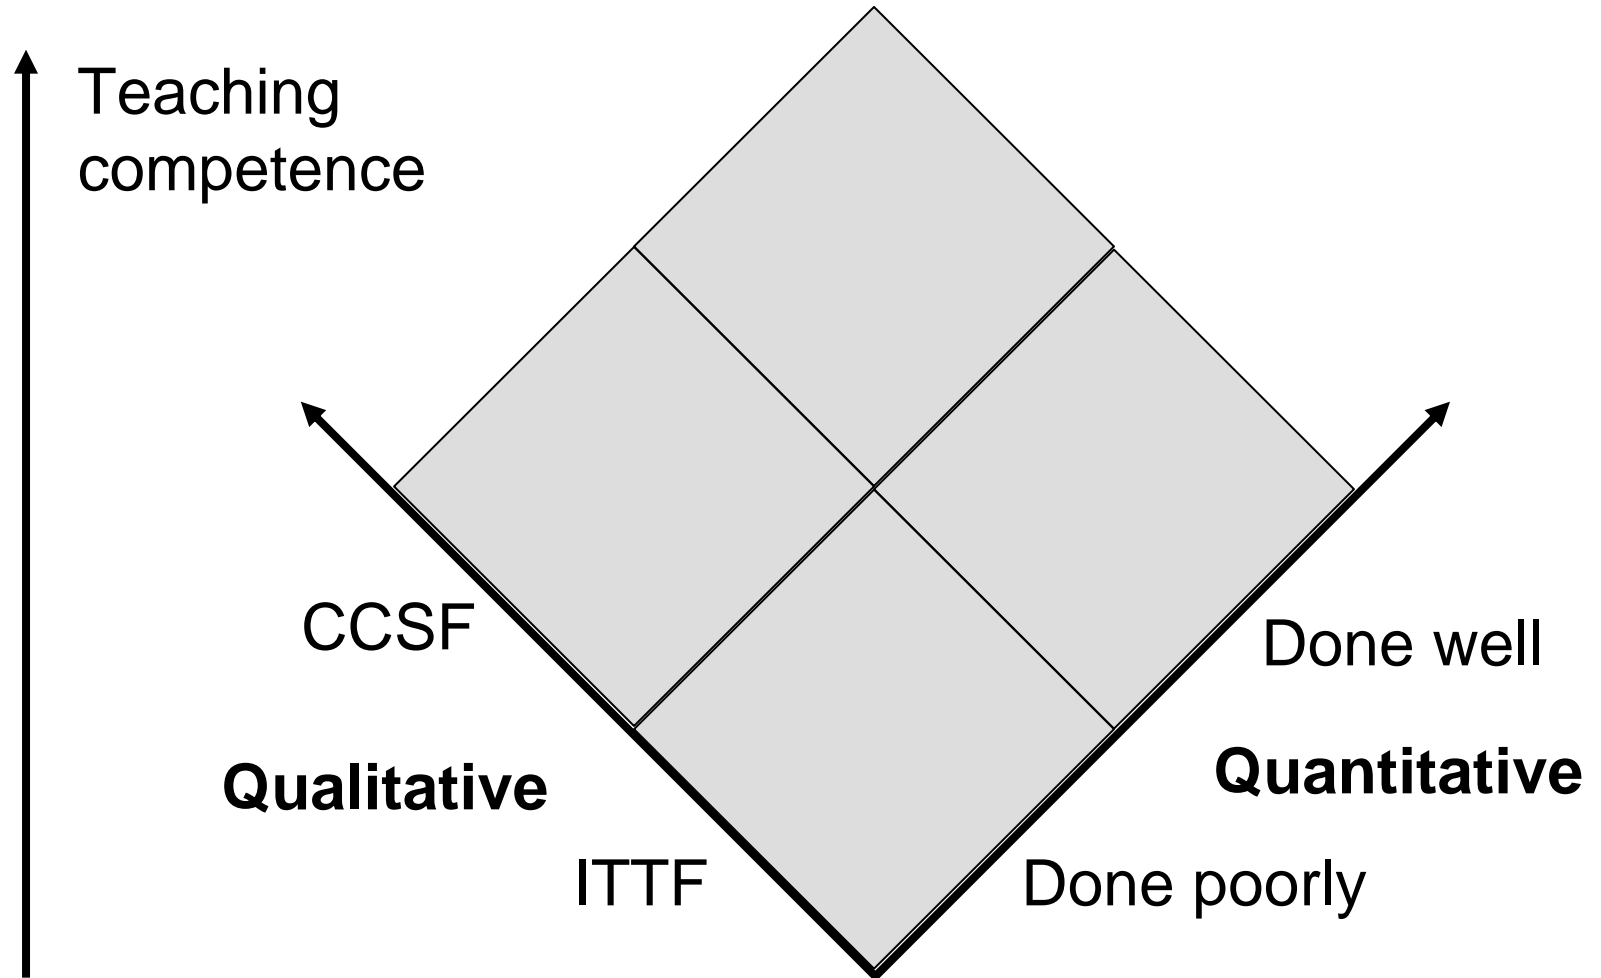 Teaching
competence
CCSF
Done well
Qualitative
Quantitative
ITTF
Done poorly